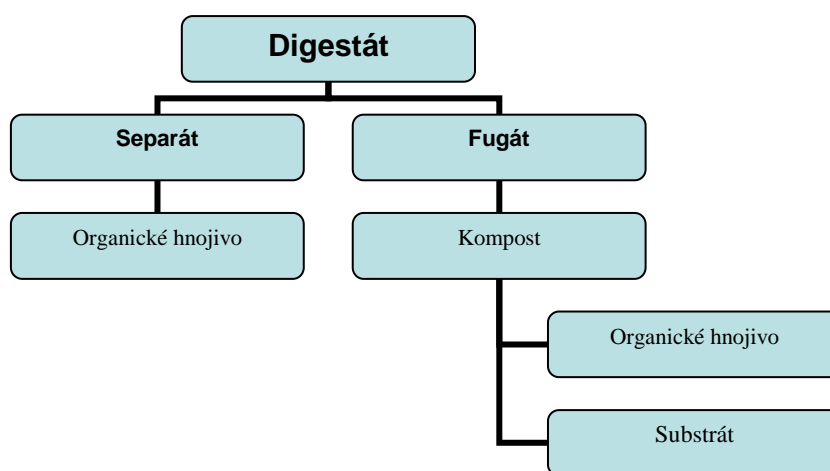 Digestát
Separát
Fugát
Organické hnojivo
Kompost
Organické hnojivo
Substrát